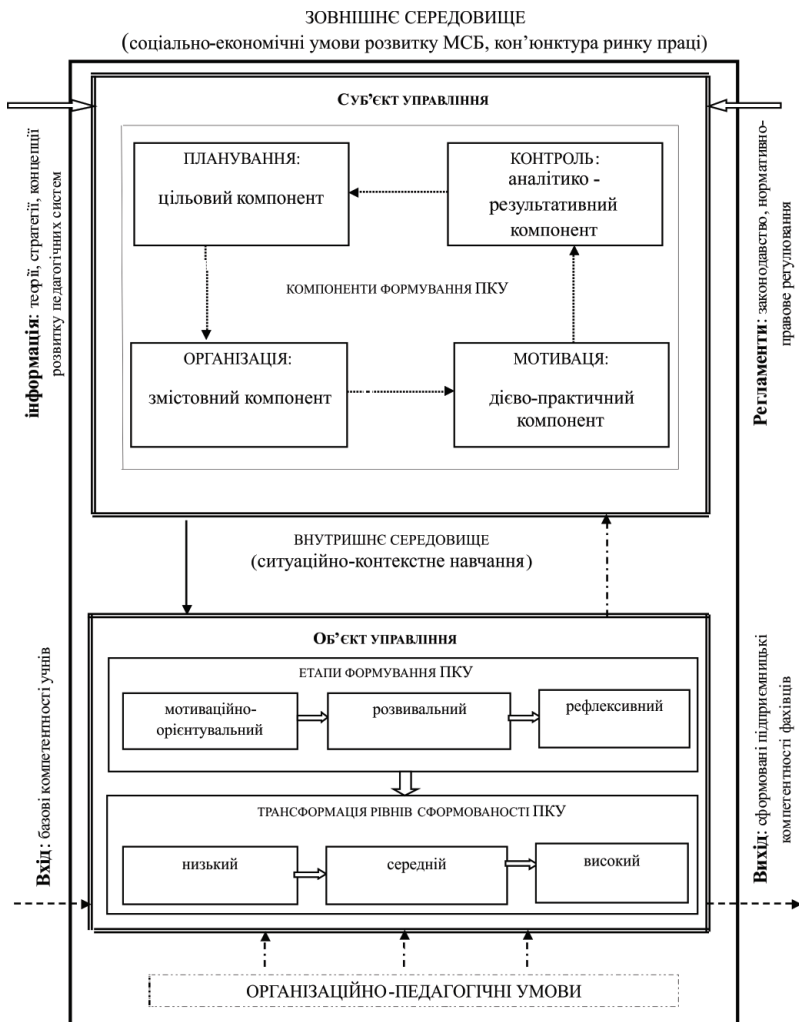 ЗОВНІШНЄ СЕРЕДОВИЩЕ
(соціально-економічні умови розвитку МСБ, кон’юнктура ринку праці)
СУБ’ЄКТ УПРАВЛІННЯ
ПЛАНУВАННЯ:
цільовий компонент
КОНТРОЛЬ:
аналітико -
результативний
компонент
КОМПОНЕНТИ ФОРМУВАННЯ ПКУ
ОРГАНІЗАЦІЯ:
змістовний компонент
МОТИВАЦЯ:
дієво-практичний
компонент
інформація: теорії, стратегії, концепції
розвитку педагогічних систем
Регламенти: законодавство, нормативно-
правове регулювання
ВНУТРИШНЄ СЕРЕДОВИЩЕ
(ситуаційно-контекстне навчання)
ОБ’ЄКТ УПРАВЛІННЯ
ЕТАПИ ФОРМУВАННЯ ПКУ
мотиваційно-
орієнтувальний
розвивальний
рефлексивний
ТРАНСФОРМАЦІЯ РІВНІВ СФОРМОВАНОСТІ ПКУ
низький
середній
високий
Вхід: базові компетентності учнів
Вихід: сформовані підприємницькі
компетентності фахівців
ОРГАНІЗАЦІЙНО-ПЕДАГОГІЧНІ УМОВИ